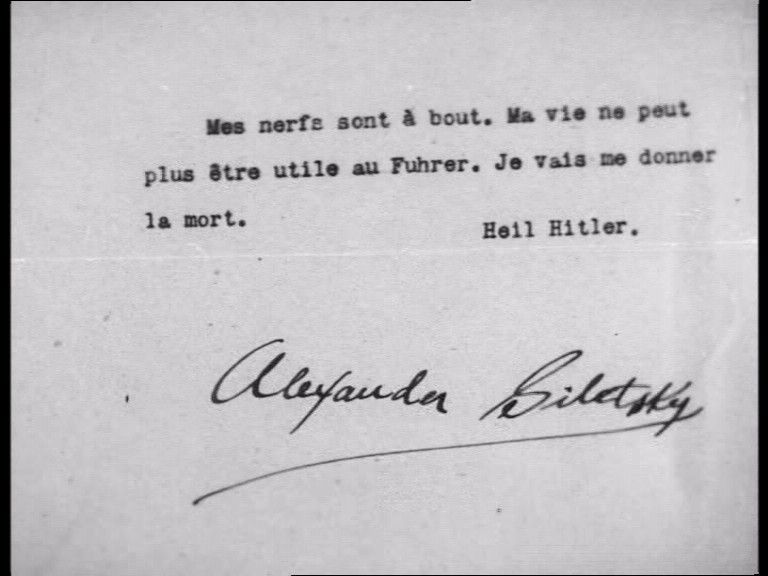 Mes nerfs sont à bout. Ma vie ne peut
plus être utile au Fuhrer. Je vais me donner
la mort.
Heil Hitler.
Alexander Siletsky